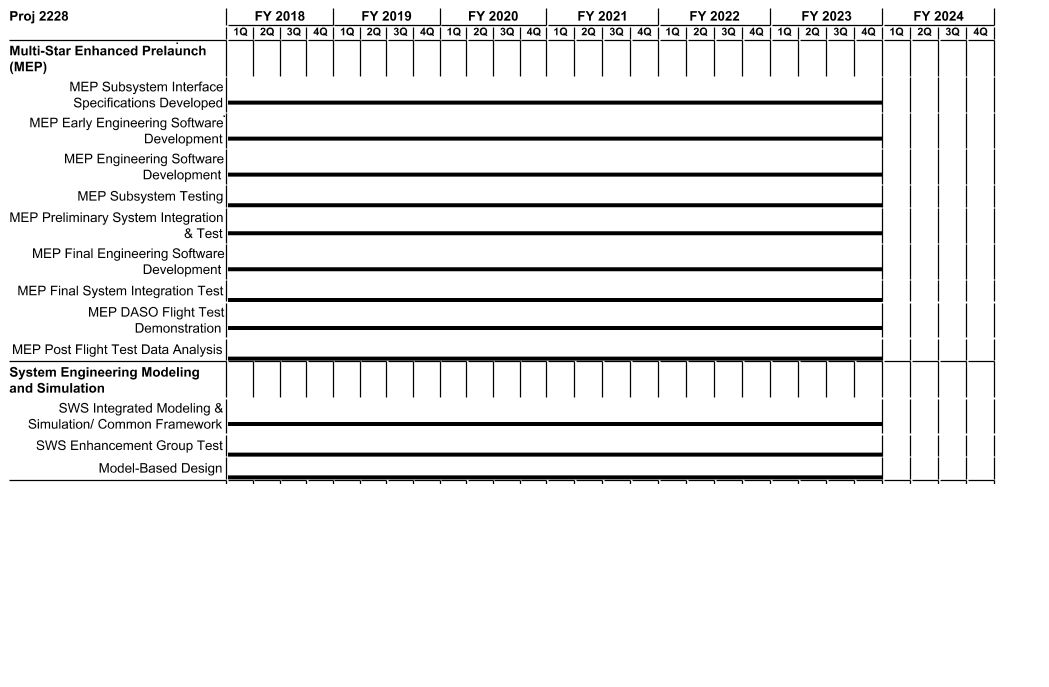 Proj 2228 FY 2018 FY 2019 FY 2020 FY 2021 FY 2022 FY 2023 FY 2024
1Q 2Q 3Q 4Q 1Q 2Q 3Q 4Q 1Q 2Q 3Q 4Q 1Q 2Q 3Q 4Q 1Q 2Q 3Q 4Q 1Q 2Q 3Q 4Q 1Q 2Q 3Q 4Q
Multi-Star Enhanced Prelaunch
(MEP)
MEP Subsystem Interface
Specifications Developed
MEP Early Engineering Software
Development
MEP Engineering Software
Development
MEP Subsystem Testing
MEP Preliminary System Integration
& Test
MEP Final Engineering Software
Development
MEP Final System Integration Test
MEP DASO Flight Test
Demonstration
MEP Post Flight Test Data Analysis
System Engineering Modeling
and Simulation
SWS Integrated Modeling &
Simulation/ Common Framework
SWS Enhancement Group Test
Model-Based Design